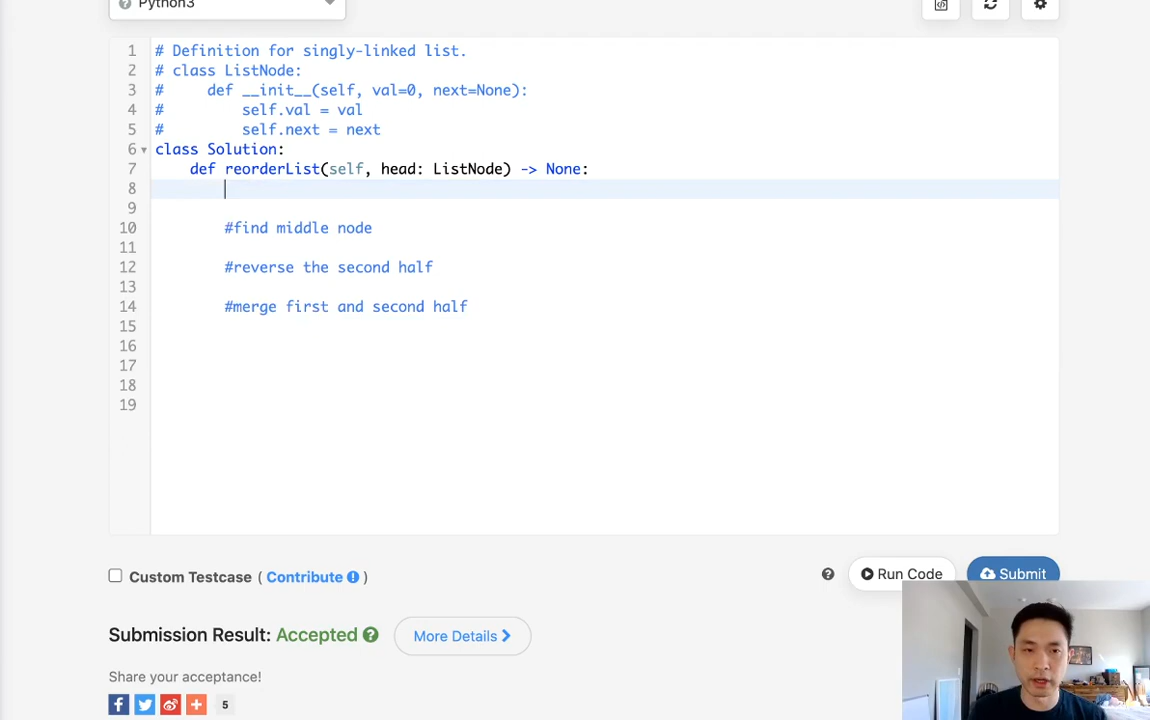 Python3
1 # Definition for singly-linked list.
2 # class ListNode:
3 #     def __init__(self, val=0, next=None):
4 #         self.val = val
5 #         self.next = next
6 class Solution:
7     def reorderList(self, head: ListNode) -> None:
8
9
10         #find middle node
11
12         #reverse the second half
13
14         #merge first and second half
15
16
17
18
19
Custom Testcase ( Contribute )
Run Code
Submit
Submission Result: Accepted
More Details
Share your acceptance!
5